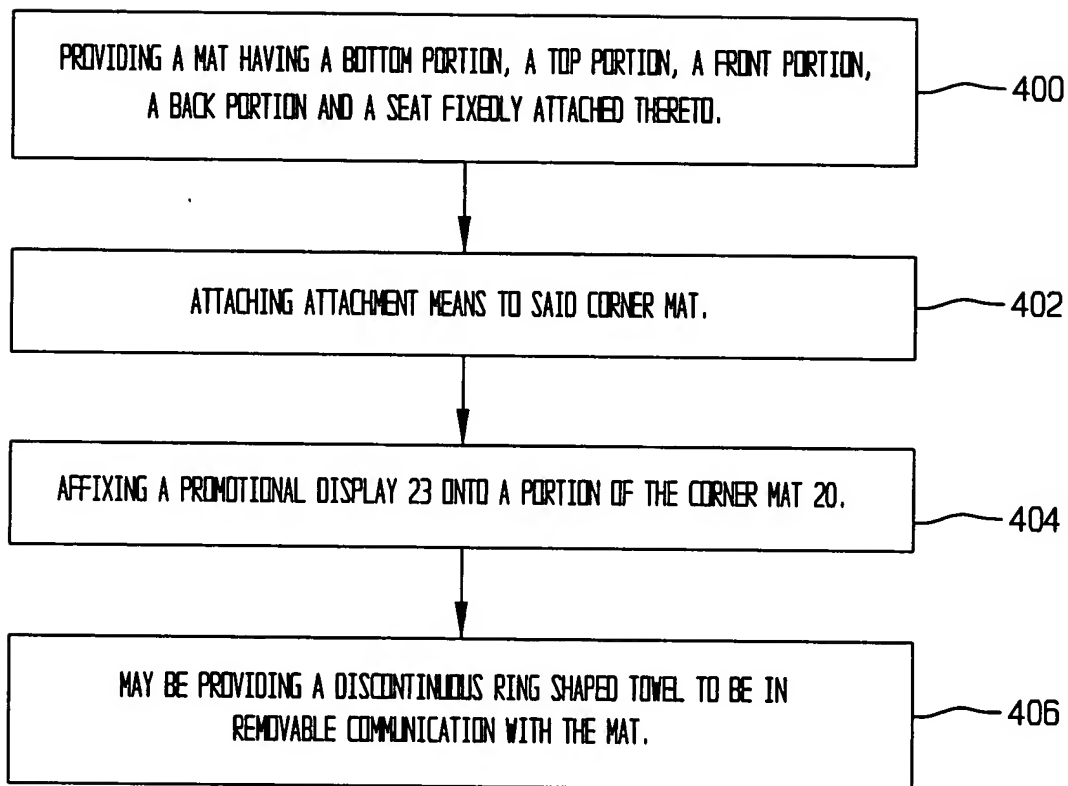 PROVIDING A MAT HAVING A BOTTOM PORTION, A TOP PORTION, A FRONT PORTION,
A BACK PORTION AND A SEAT FIXEDLY ATTACHED THERETO.
400
ATTACHING ATTACHMENT MEANS TO SAID CORNER MAT.
402
AFFIXING A PROMOTIONAL DISPLAY 23 ONTO A PORTION OF THE CORNER MAT 20.
404
MAY BE PROVIDING A DISCONTINUOUS RING SHAPED TOWEL TO BE IN
REMOVABLE COMMUNICATION WITH THE MAT.
406